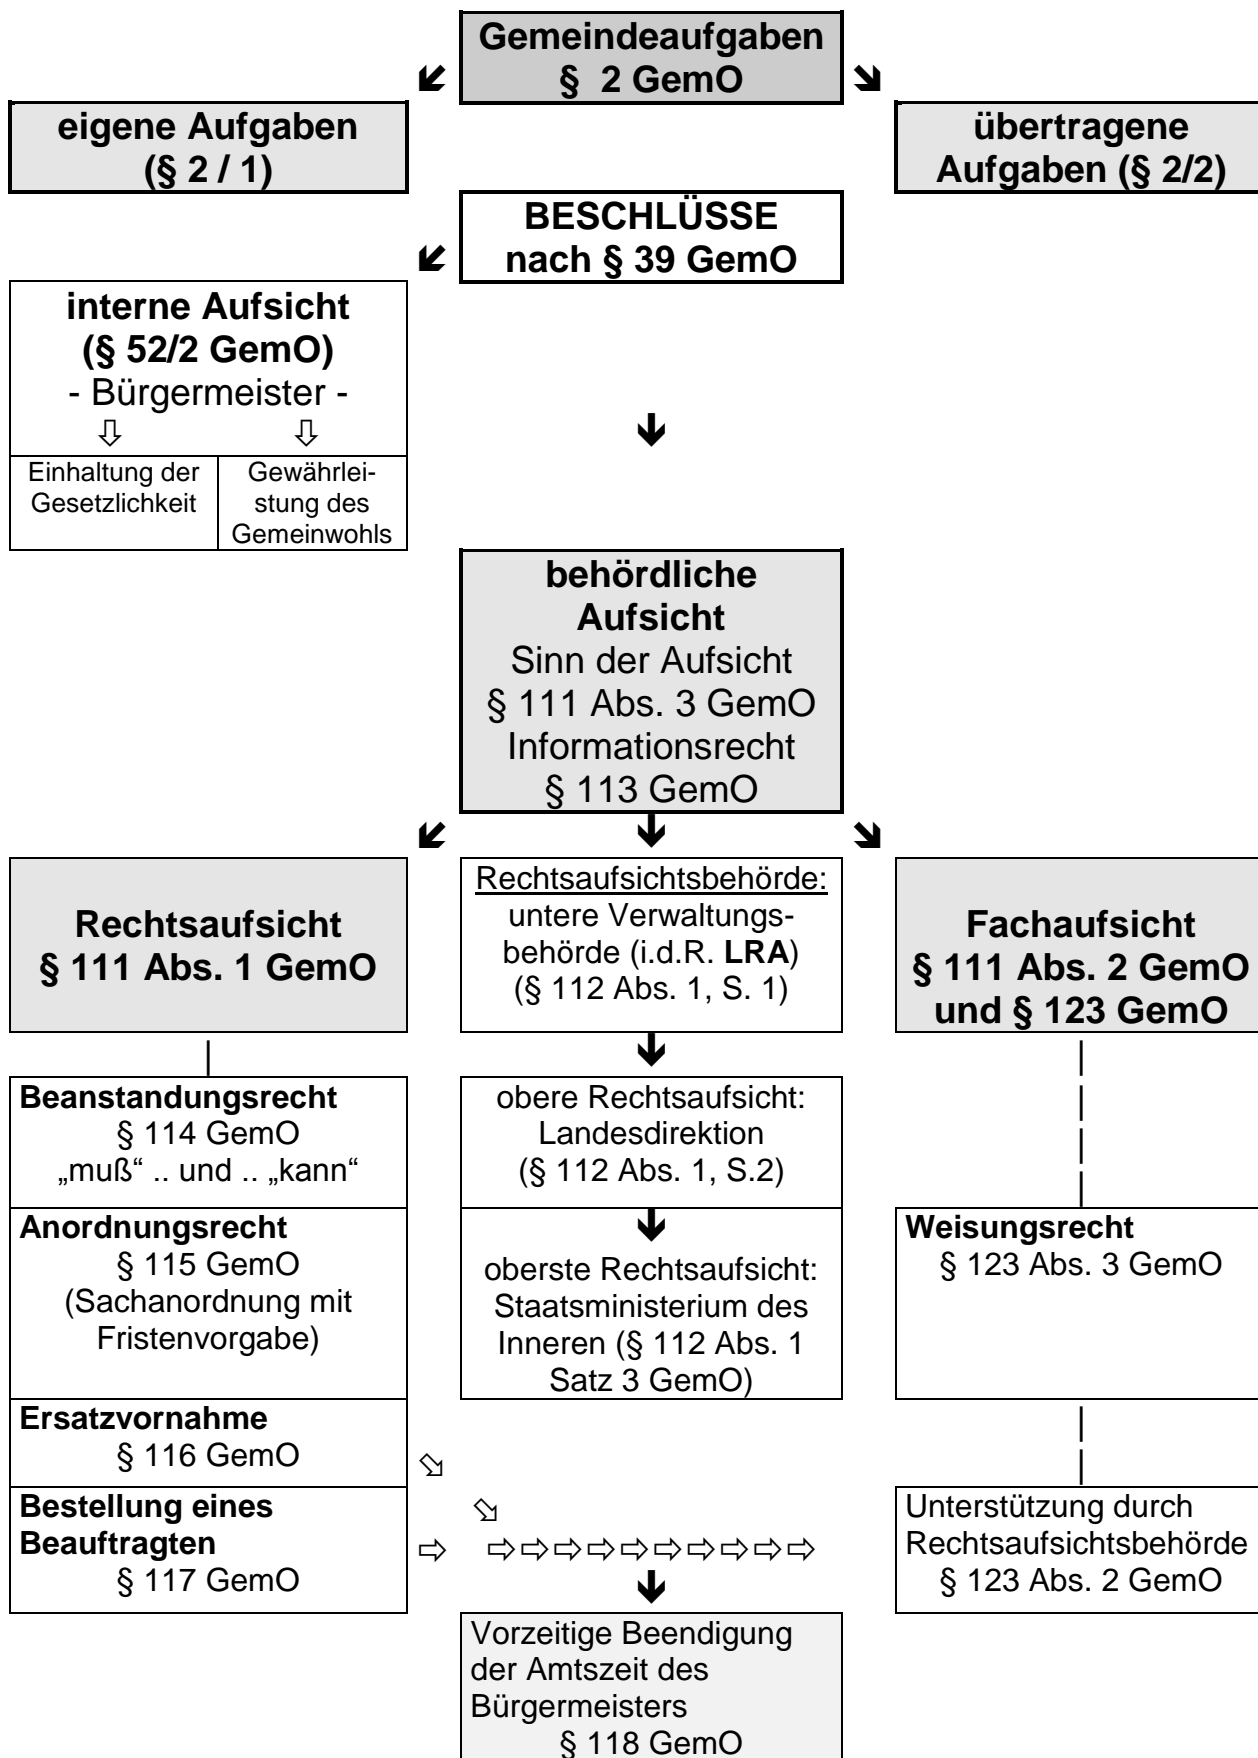 Gemeindeaufgaben
§ 2 GemO
eigene Aufgaben
(§ 2 / 1)
übertragene
Aufgaben (§ 2/2)
BESCHLÜSSE
nach § 39 GemO
interne Aufsicht
(§ 52/2 GemO)
- Bürgermeister -
Einhaltung der
Gesetzlichkeit
Gewährlei-
stung des
Gemeinwohls
behördliche
Aufsicht
Sinn der Aufsicht
§ 111 Abs. 3 GemO
Informationsrecht
§ 113 GemO
Rechtsaufsicht
§ 111 Abs. 1 GemO
Rechtsaufsichtsbehörde:
untere Verwaltungs-
behörde (i.d.R. LRA)
(§ 112 Abs. 1, S. 1)
Fachaufsicht
§ 111 Abs. 2 GemO
und § 123 GemO
Beanstandungsrecht
§ 114 GemO
„muß“ .. und .. „kann“
obere Rechtsaufsicht:
Landesdirektion
(§ 112 Abs. 1, S.2)
Anordnungsrecht
§ 115 GemO
(Sachanordnung mit
Fristenvorgabe)
oberste Rechtsaufsicht:
Staatsministerium des
Inneren (§ 112 Abs. 1
Satz 3 GemO)
Weisungsrecht
§ 123 Abs. 3 GemO
Ersatzvornahme
§ 116 GemO
Bestellung eines
Beauftragten
§ 117 GemO
Unterstützung durch
Rechtsaufsichtsbehörde
§ 123 Abs. 2 GemO
Vorzeitige Beendigung
der Amtszeit des
Bürgermeisters
§ 118 GemO